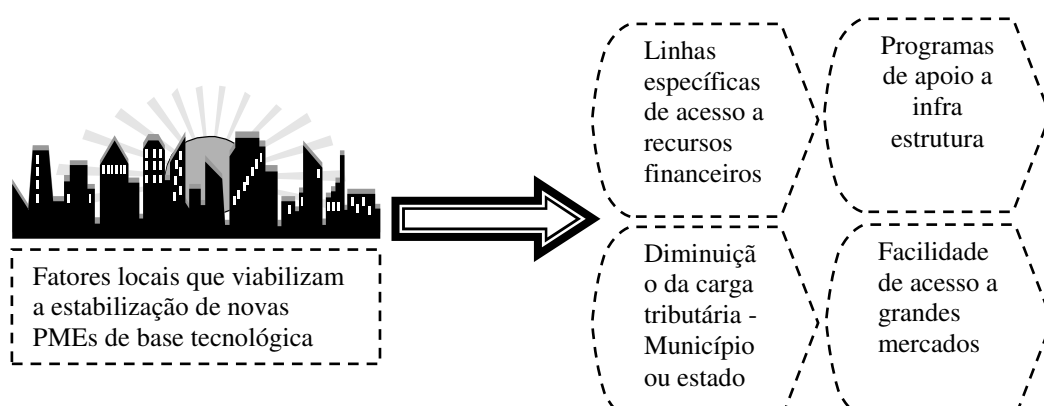 Fatores locais que viabilizam
a estabilização de novas
PMEs de base tecnológica
Linhas
específicas
de acesso a
recursos
financeiros
Programas
de apoio a
infra
estrutura
Diminuiçã
o da carga
tributária -
Município
ou estado
Facilidade
de acesso a
grandes
mercados